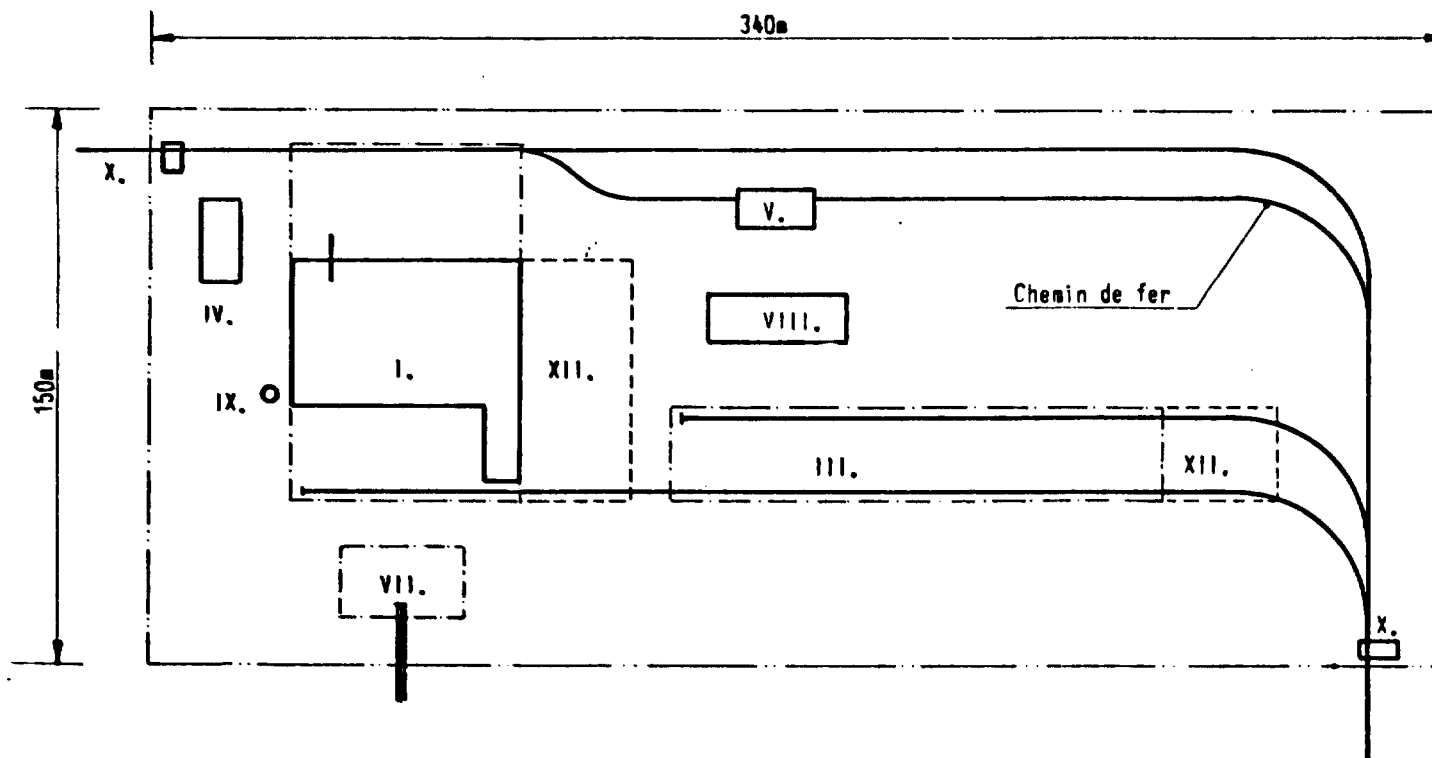 340m
X.
V.
Chemin de fer
IV.
VIII.
150m
I.
XII.
IX.
III.
XII.
VII.
X.